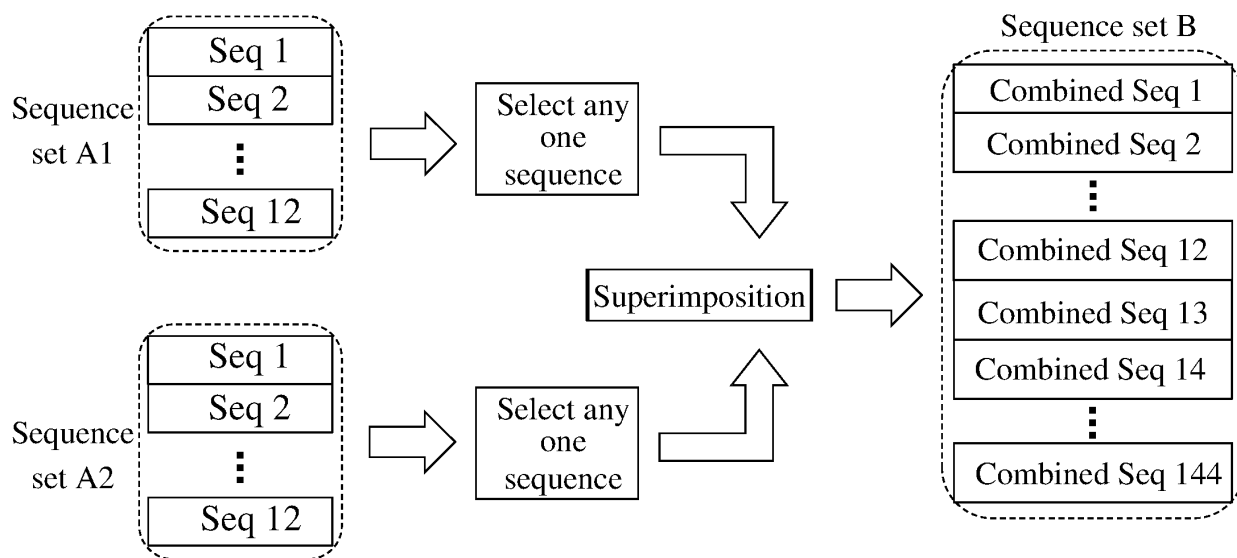 Sequence
set A1
Seq 1
Seq 2
Seq 12
Select any
one
sequence
Sequence
set A2
Seq 1
Seq 2
Seq 12
Select any
one
sequence
Superimposition
Sequence set B
Combined Seq 1
Combined Seq 2
Combined Seq 12
Combined Seq 13
Combined Seq 14
Combined Seq 144